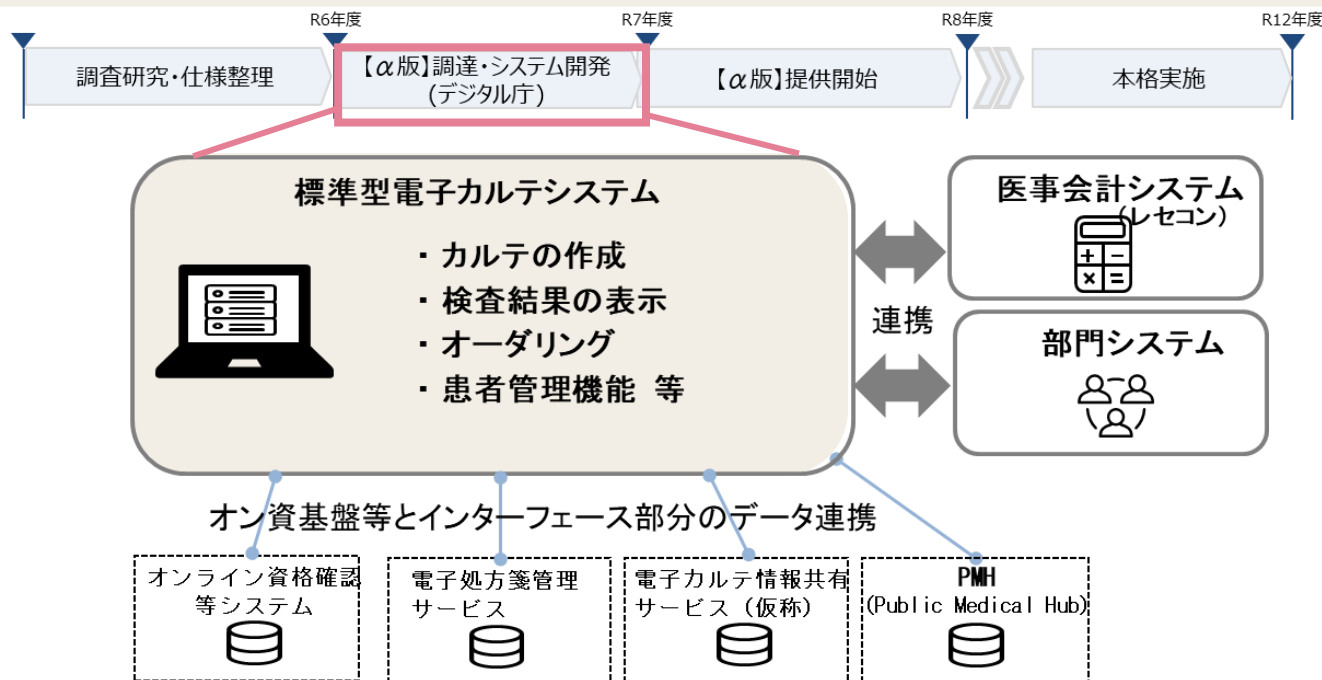 R6年度
R7年度
R8年度
R12年度
調査研究・仕様整理
【α版】調達・システム開発
(デジタル庁)
【α版】提供開始
本格実施
標準型電子カルテシステム
・カルテの作成
・検査結果の表示
・オーダリング
・患者管理機能 等
連携
医事会計システム
(レセコン)
部門システム
オン資基盤等とインターフェース部分のデータ連携
オンライン資格確認
等システム
電子処方箋管理
サービス
電子カルテ情報共有
サービス（仮称）
PMH
(Public Medical Hub)